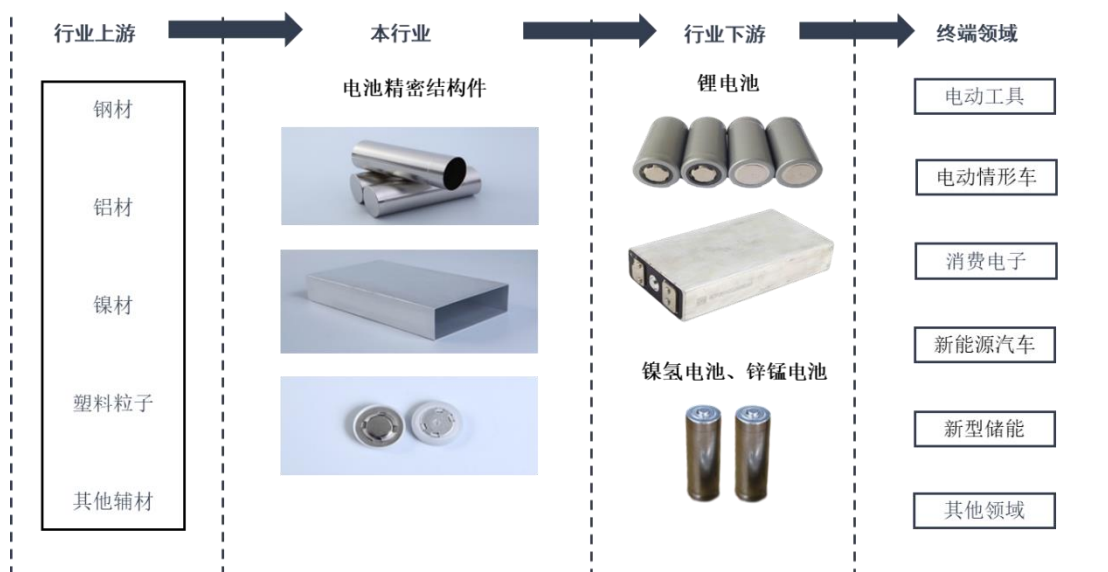 行业上游
本行业
行业下游
终端领域
钢材
铝材
镍材
塑料粒子
其他辅材
电池精密结构件
锂电池
镍氢电池、锌锰电池
电动工具
电动情形车
消费电子
新能源汽车
新型储能
其他领域